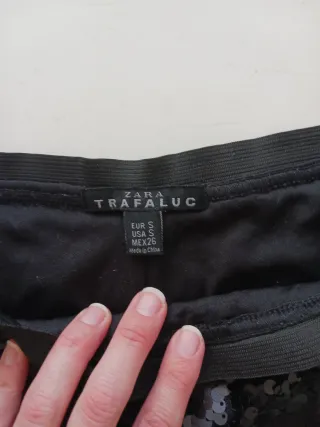 ZARA
TRAFALUC
EUR S
USA S
MEX 26
Made in China